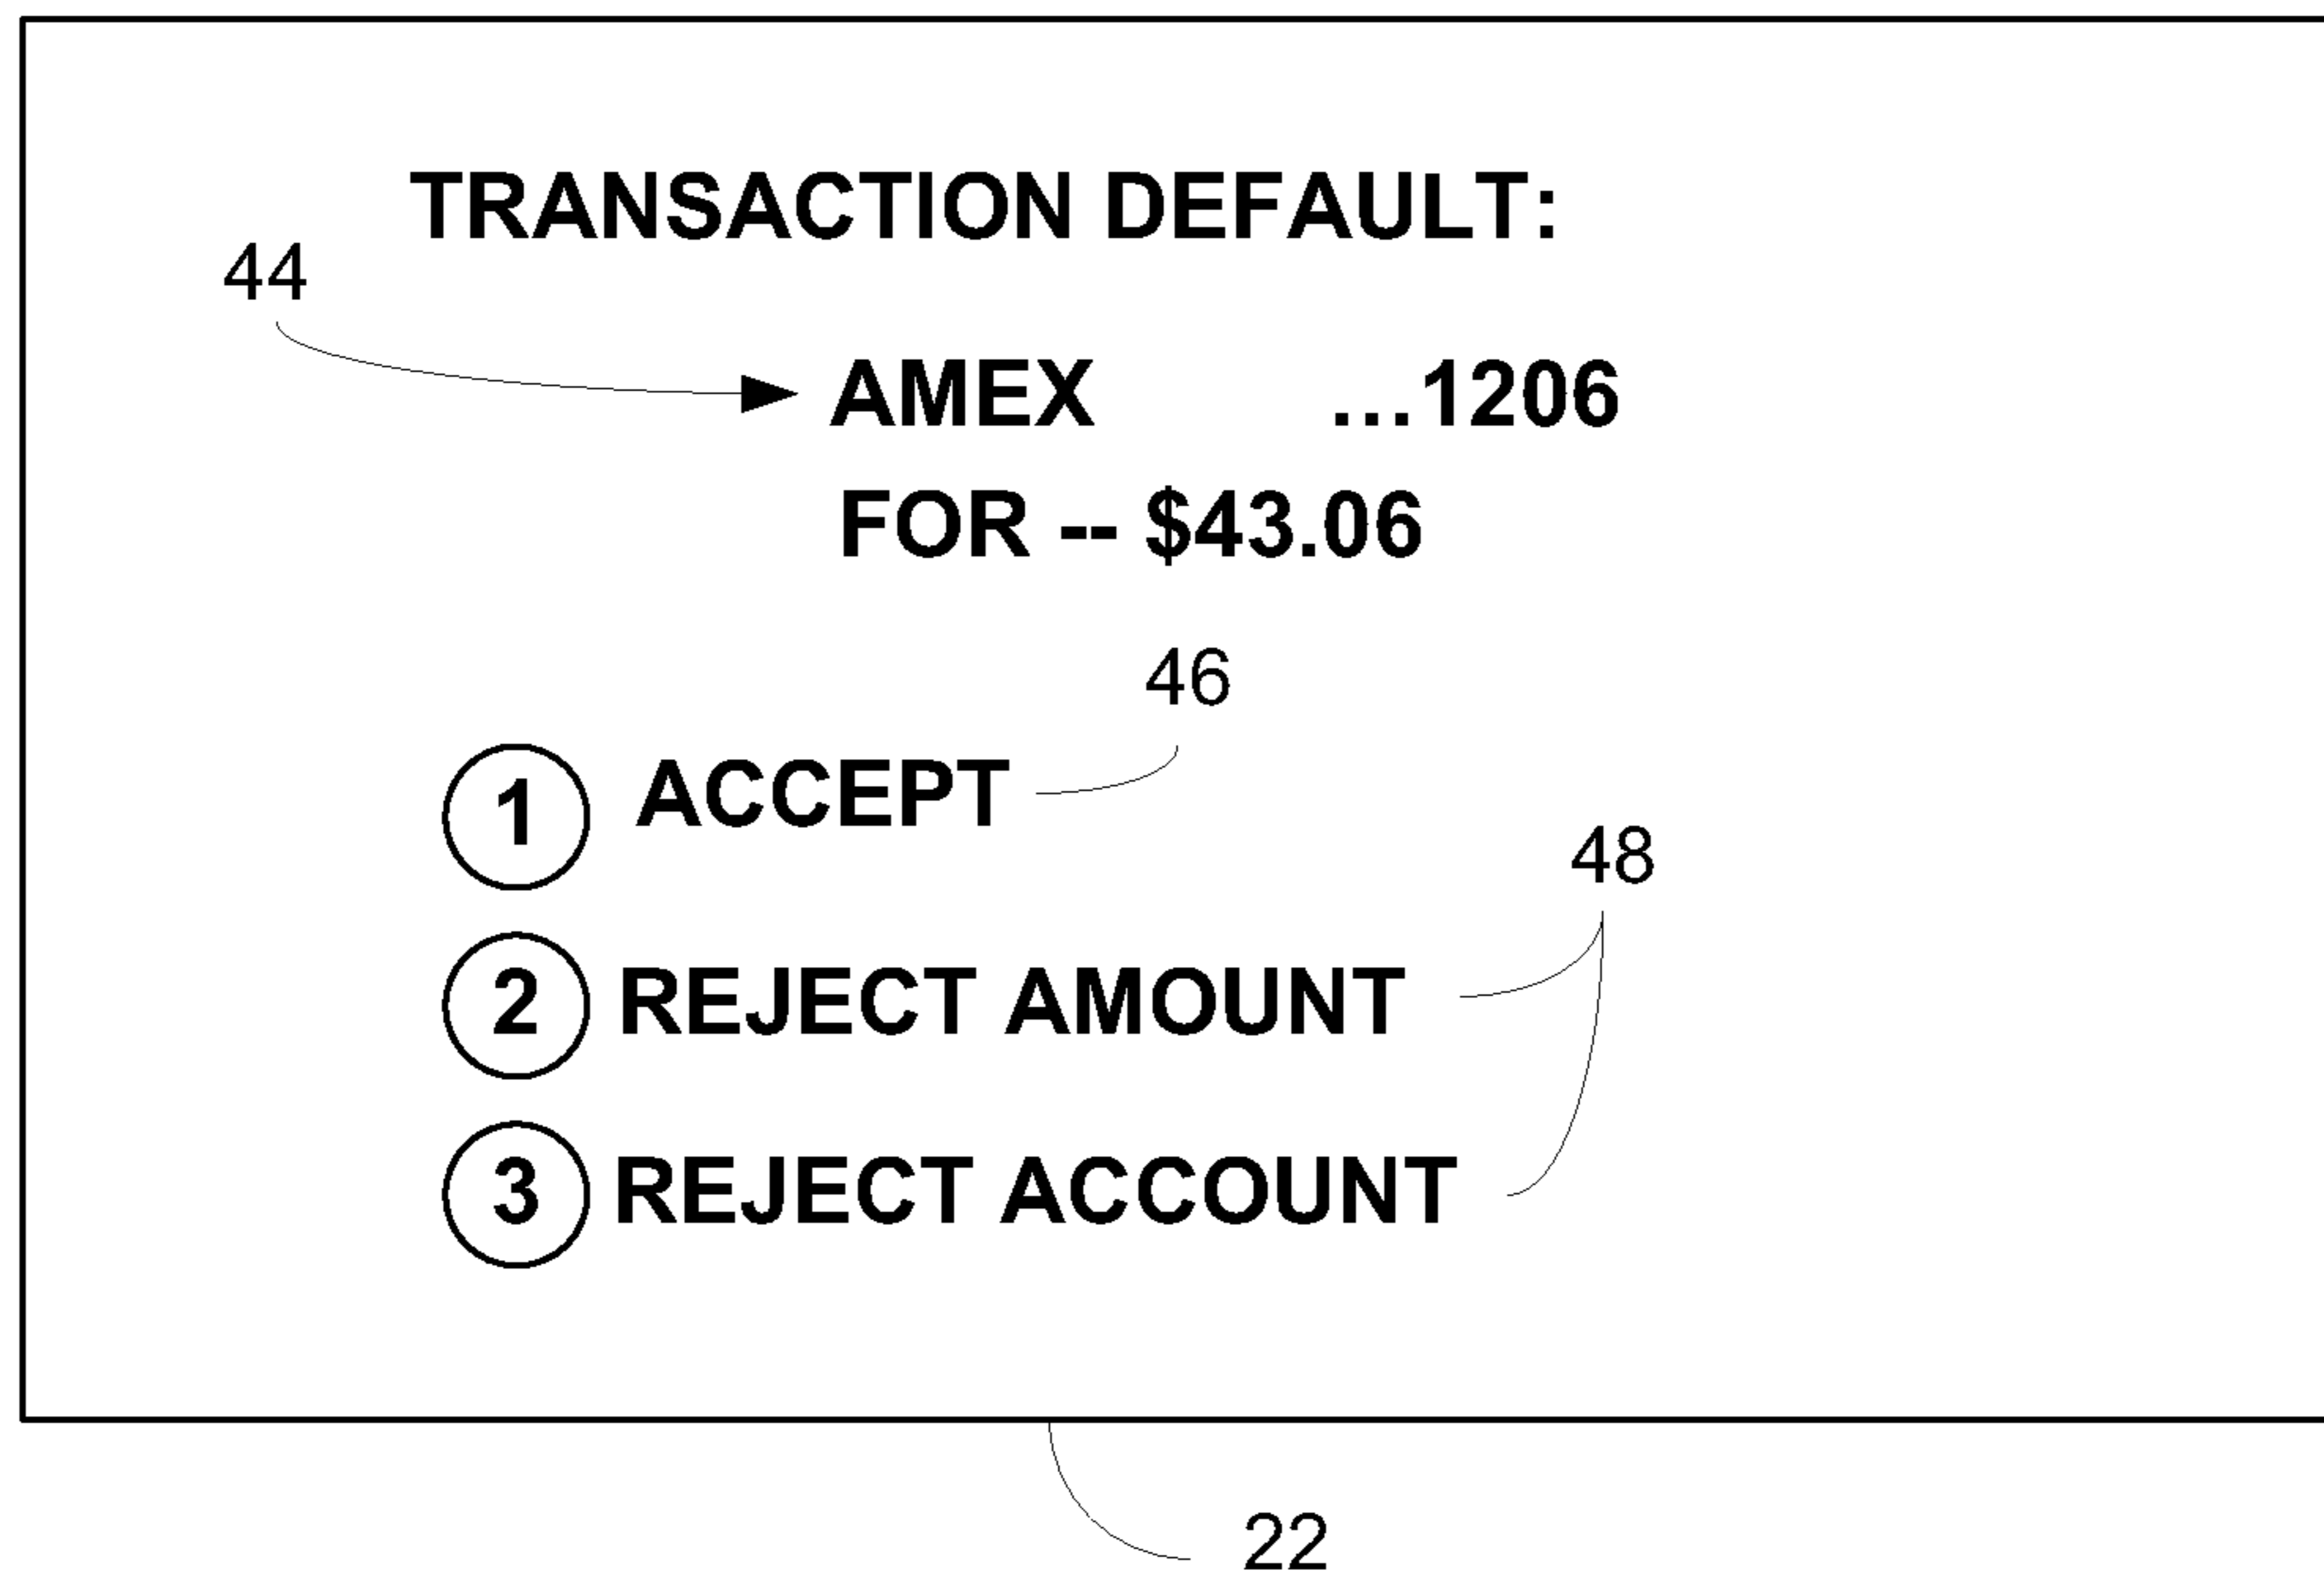 TRANSACTION DEFAULT:
44
AMEX ...1206
FOR -- $43.06
46
1 ACCEPT
48
2 REJECT AMOUNT
3 REJECT ACCOUNT
22